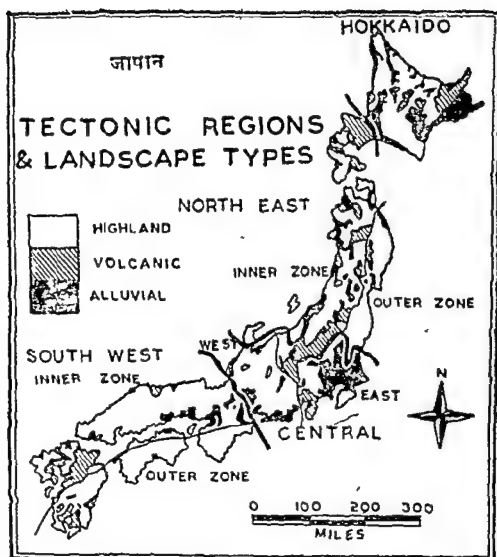 HOKKAIDO
जापान
TECTONIC REGIONS
& LANDSCAPE TYPES
NORTH EAST
HIGHLAND
VOLCANIC
ALLUVIAL
INNER ZONE
OUTER ZONE
WEST
SOUTH WEST
INNER ZONE
EAST
N
CENTRAL
OUTER ZONE
0 100 200 300
MILES